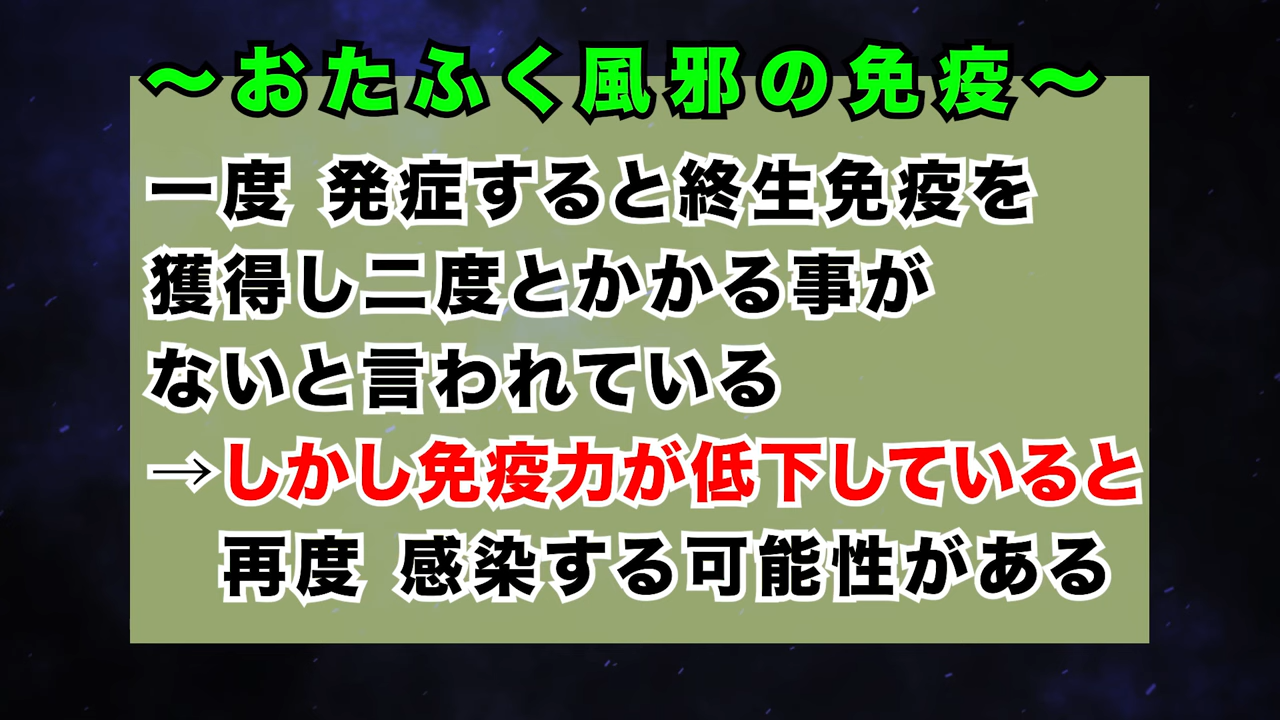 ～おたふく風邪の免疫～
一度 発症すると終生免疫を
獲得し二度とかかる事が
ないと言われている
→しかし免疫力が低下していると
再度 感染する可能性がある